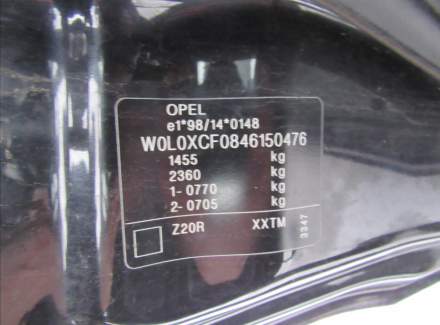 OPEL
e1*98/14*0148
W0L0XCF0846150476
1455 kg
2360 kg
1- 0770 kg
2- 0705 kg
Z20R XXTM
3347